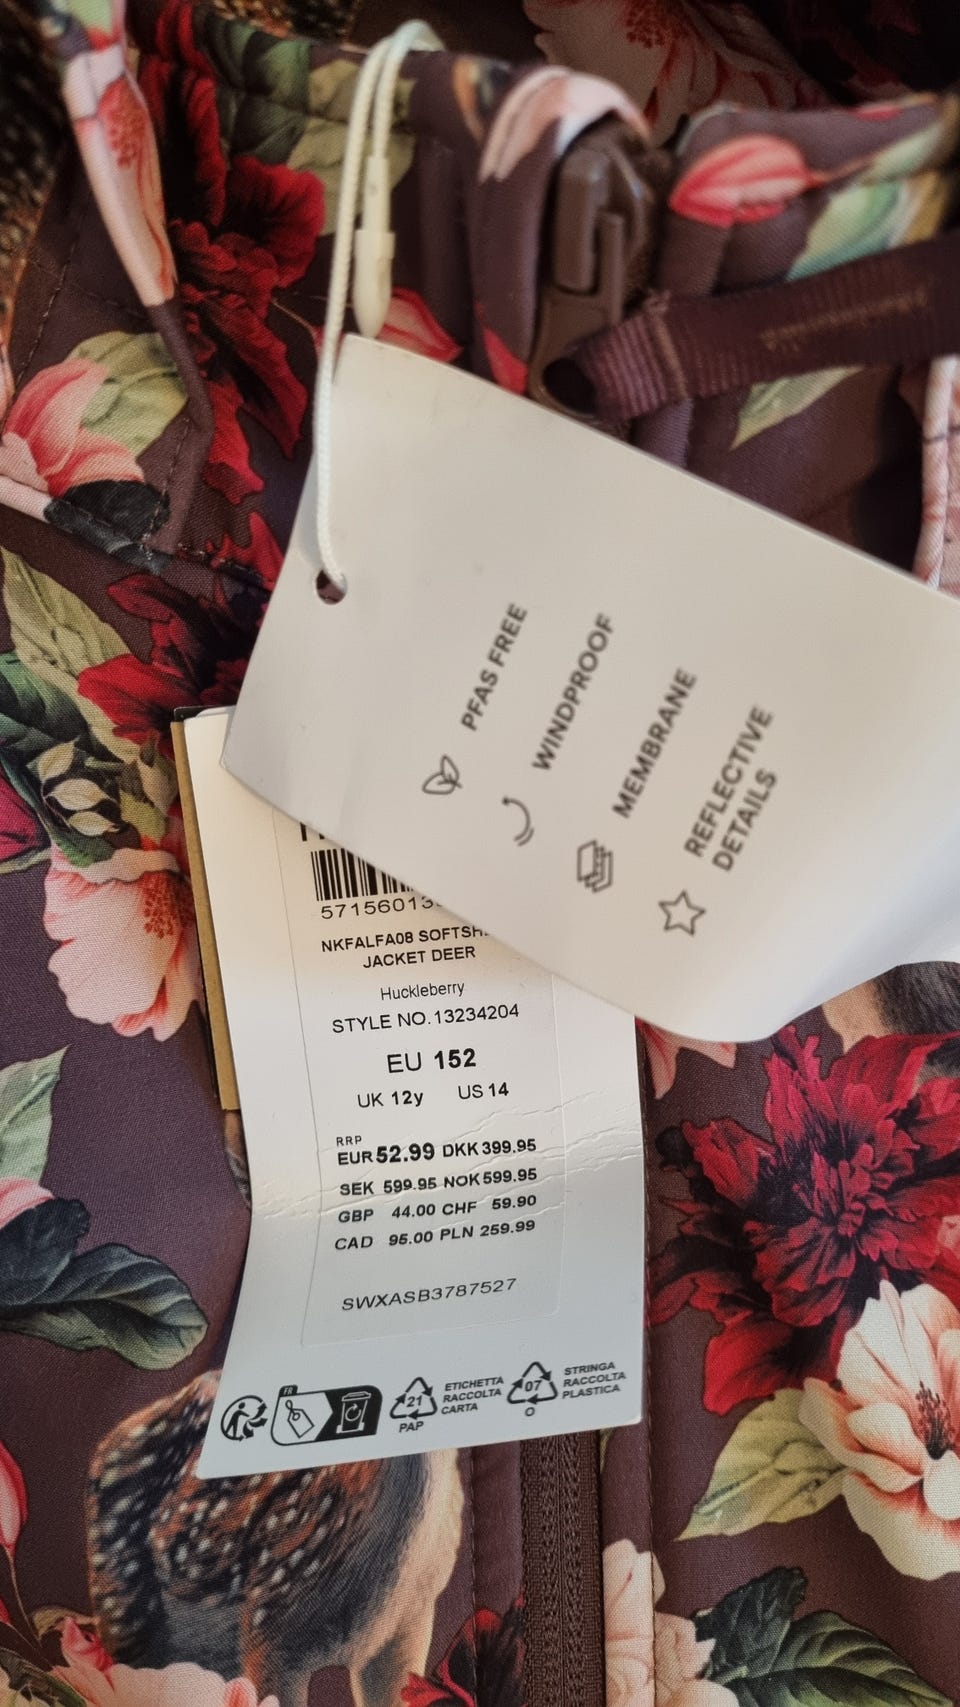 PFAS FREE
WINDPROOF
MEMBRANE
REFLECTIVE
DETAILS
NKFALFA08
JACKET DEER
Huckleberry
STYLE NO.13234204
EU 152
UK 12y US 14
RRP
EUR 52.99 DKK 399.95
SEK 599.95 NOK 599.95
GBP 44.00 CHF 59.90
CAD 95.00 PLN 259.99
SWXASB3787527
FR
21
PAP
ETICHETTA
RACCOLTA
CARTA
07
O
STRINGA
RACCOLTA
PLASTICA